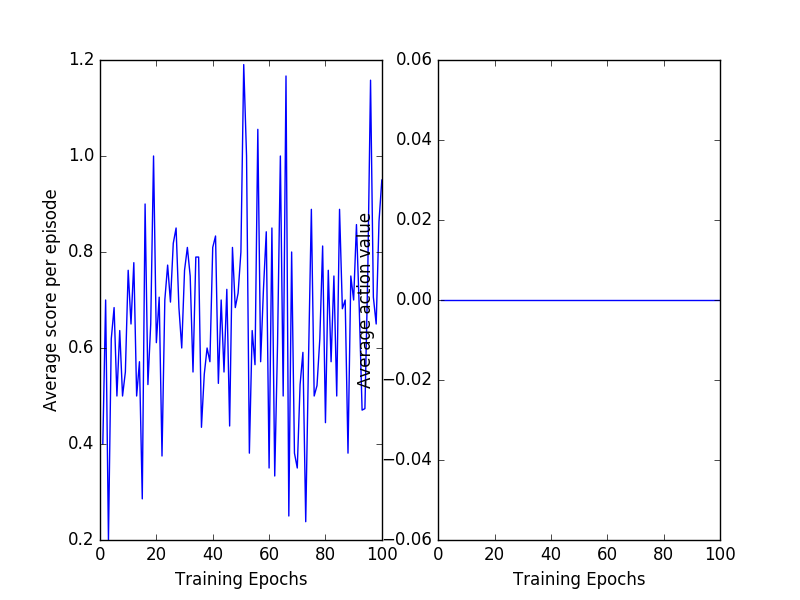 1.2
1.0
0.8
0.6
0.4
0.2
Average score per episode
0 20 40 60 80 100
Training Epochs
0.06
0.04
0.02
0.00
−0.02
−0.04
−0.06
Average action value
0 20 40 60 80 100
Training Epochs